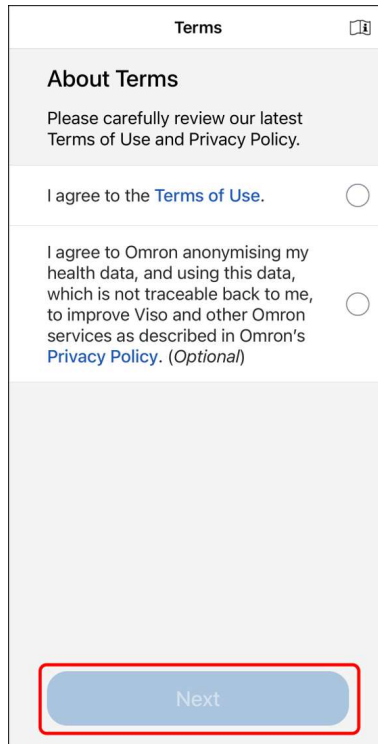 Terms
About Terms
Please carefully review our latest
Terms of Use and Privacy Policy.
I agree to the Terms of Use.
I agree to Omron anonymising my
health data, and using this data,
which is not traceable back to me,
to improve Viso and other Omron
services as described in Omron's
Privacy Policy. (Optional)
Next